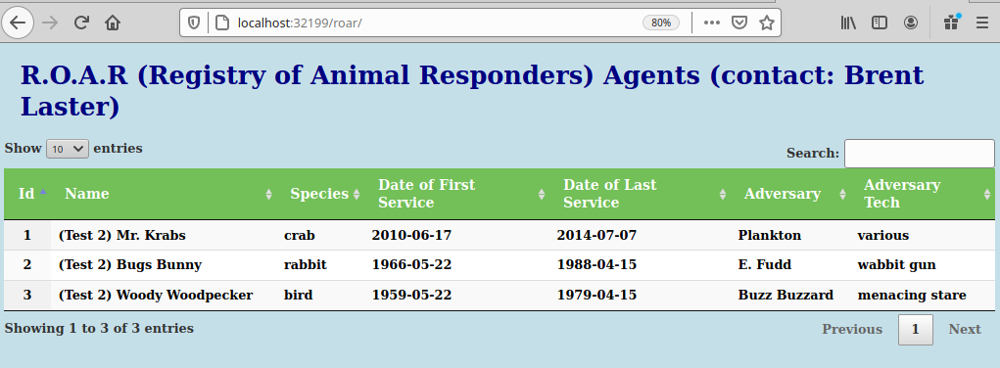 localhost:32199/roar/ 80%
R.O.A.R (Registry of Animal Responders) Agents (contact: Brent
Laster)
Show 10 entries
Search:
Id Name Species Date of First Service Date of Last Service Adversary Adversary Tech
1 (Test 2) Mr. Krabs crab 2010-06-17 2014-07-07 Plankton various
2 (Test 2) Bugs Bunny rabbit 1966-05-22 1988-04-15 E. Fudd wabbit gun
3 (Test 2) Woody Woodpecker bird 1959-05-22 1979-04-15 Buzz Buzzard menacing stare
Showing 1 to 3 of 3 entries
Previous 1 Next